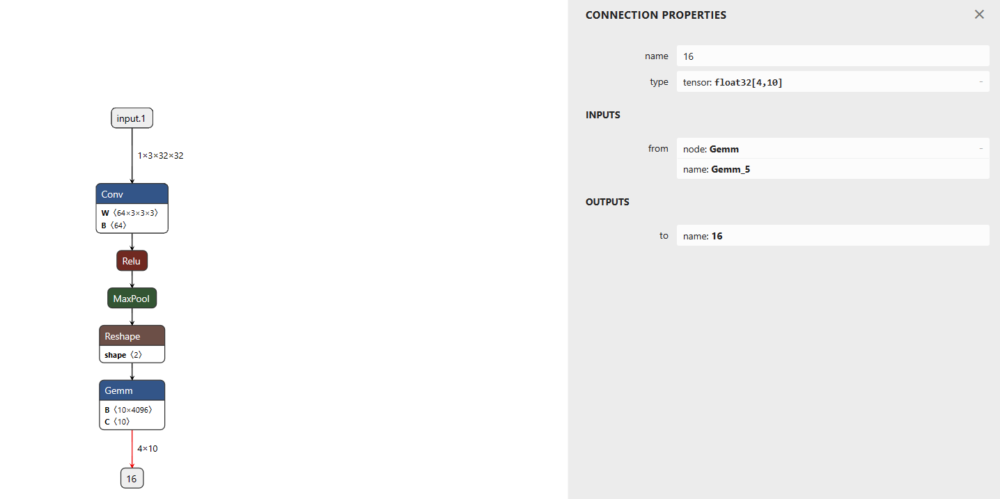 input.1
1×3×32×32
Conv
W 〈64×3×3×3〉
B 〈64〉
Relu
MaxPool
Reshape
shape 〈2〉
Gemm
B 〈10×4096〉
C 〈10〉
4×10
16
CONNECTION PROPERTIES ×
name 16
type tensor: float32[4,10] -
INPUTS
from node: Gemm -
name: Gemm_5
OUTPUTS
to name: 16